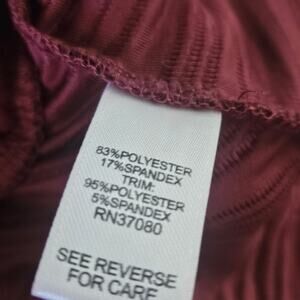 83%POLYESTER
17%SPANDEX
TRIM:
95%POLYESTER
5%SPANDEX
RN37080
SEE REVERSE
FOR CARE